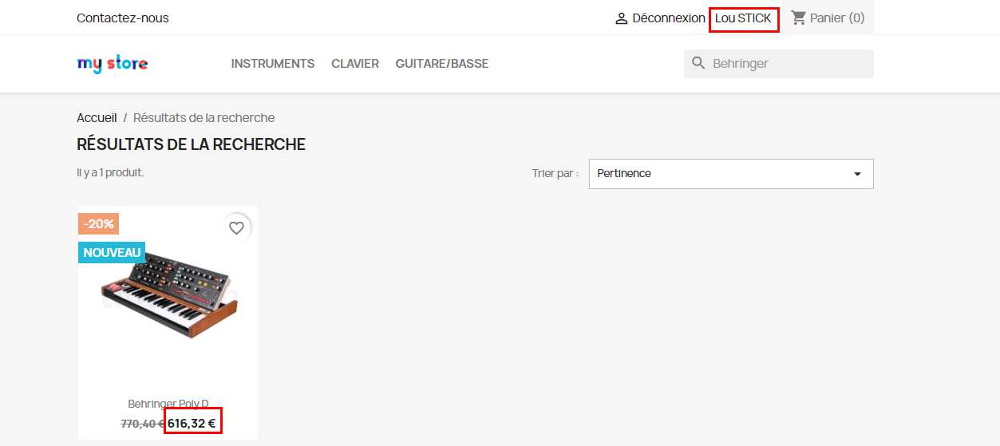 Contactez-nous
Déconnexion Lou STICK Panier (0)
my store
INSTRUMENTS CLAVIER GUITARE/BASSE
Behringer
Accueil / Résultats de la recherche
RÉSULTATS DE LA RECHERCHE
Il y a 1 produit.
Trier par : Pertinence
-20%
NOUVEAU
Behringer Poly D
770,40 € 616,32 €